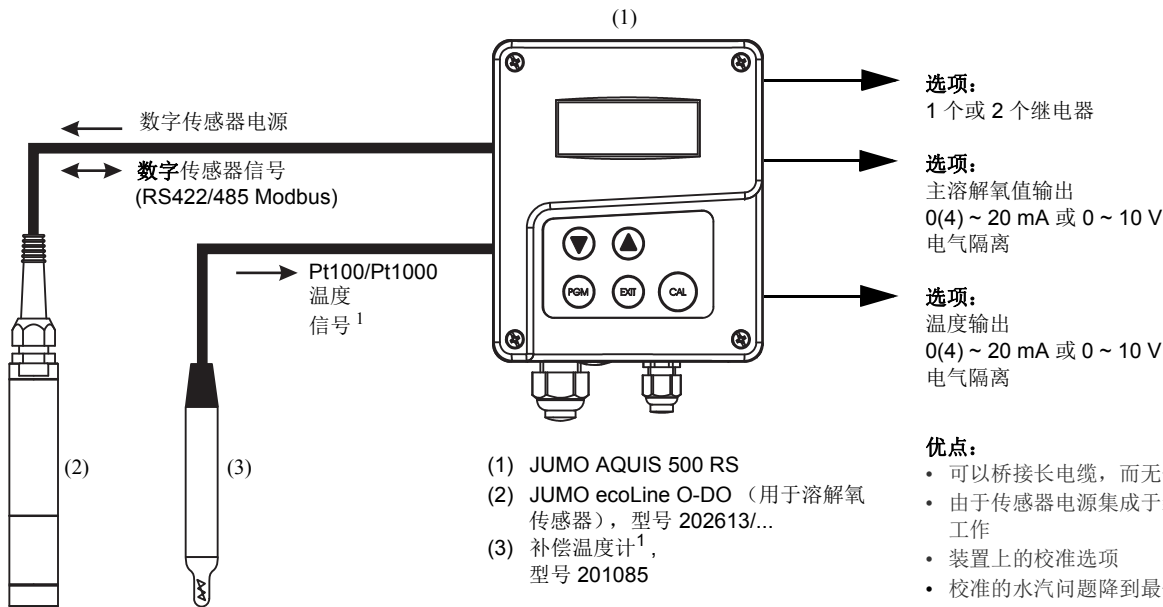 (1)
数字传感器电源
数字传感器信号
(RS422/485 Modbus)
Pt100/Pt1000
温度
信号 1
PGM
EXIT
CAL
选项：
1 个或 2 个继电器
选项：
主溶解氧值输出
0(4) ~ 20 mA 或 0 ~ 10 V
电气隔离
选项：
温度输出
0(4) ~ 20 mA 或 0 ~ 10 V
电气隔离
(2)
(3)
(1) JUMO AQUIS 500 RS
(2) JUMO ecoLine O-DO （用于溶解氧
传感器），型号 202613/...
(3) 补偿温度计1，
型号 201085
优点：
• 可以桥接长电缆，而无
• 由于传感器电源集成于
工作
• 装置上的校准选项
• 校准的水汽问题降到最